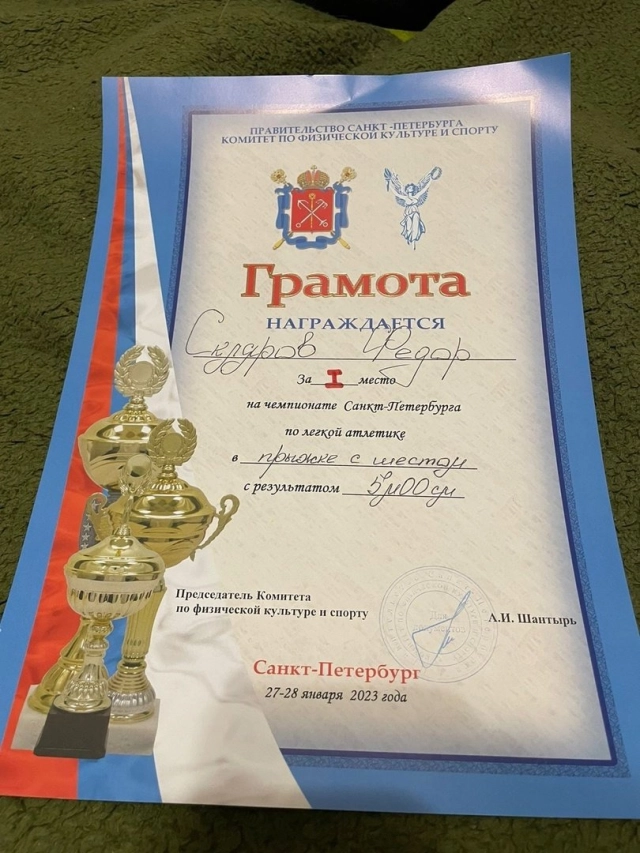 ПРАВИТЕЛЬСТВО САНКТ -ПЕТЕРБУРГА
КОМИТЕТ ПО ФИЗИЧЕСКОЙ КУЛЬТУРЕ И СПОРТУ
Грамота
НАГРАЖДАЕТСЯ
Скляров Федор
За I место
на чемпионате Санкт-Петербурга
по легкой атлетике
в прыжке с шестом
с результатом 5м00см
Председатель Комитета
по физической культуре и спорту
А.И. Шантырь
Санкт-Петербург
27-28 января 2023 года